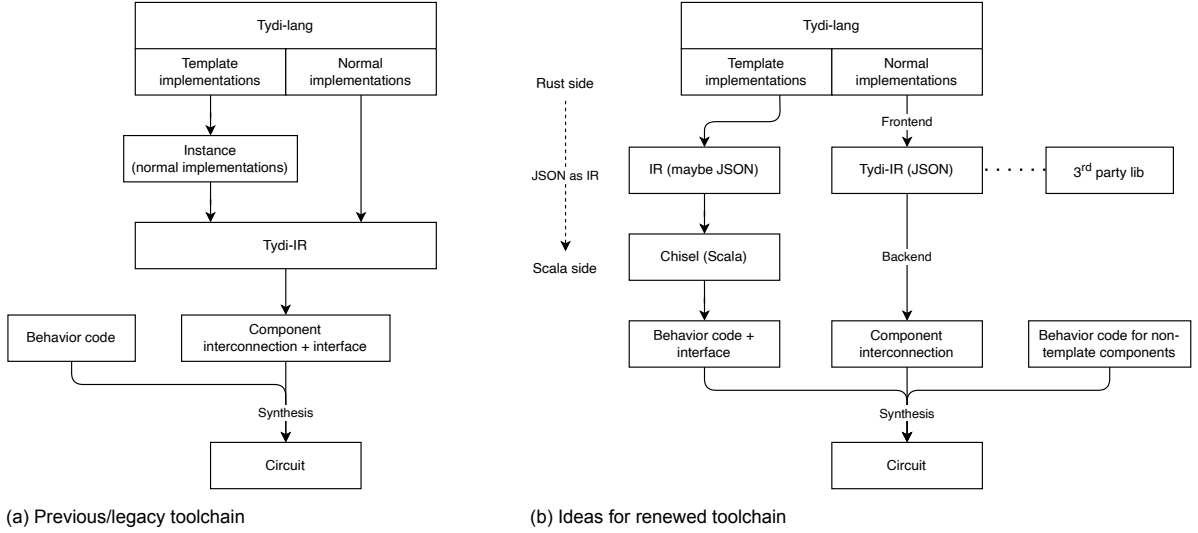 Tydi-lang
Template
implementations
Normal
implementations
Instance
(normal implementations)
Tydi-IR
Behavior code
Component
interconnection + interface
Synthesis
Circuit
(a) Previous/legacy toolchain
Tydi-lang
Template
implementations
Normal
implementations
Rust side
JSON as IR
Scala side
Frontend
IR (maybe JSON)
Tydi-IR (JSON)
3rd party lib
Chisel (Scala)
Backend
Behavior code +
interface
Component
interconnection
Behavior code for non-
template components
Synthesis
Circuit
(b) Ideas for renewed toolchain